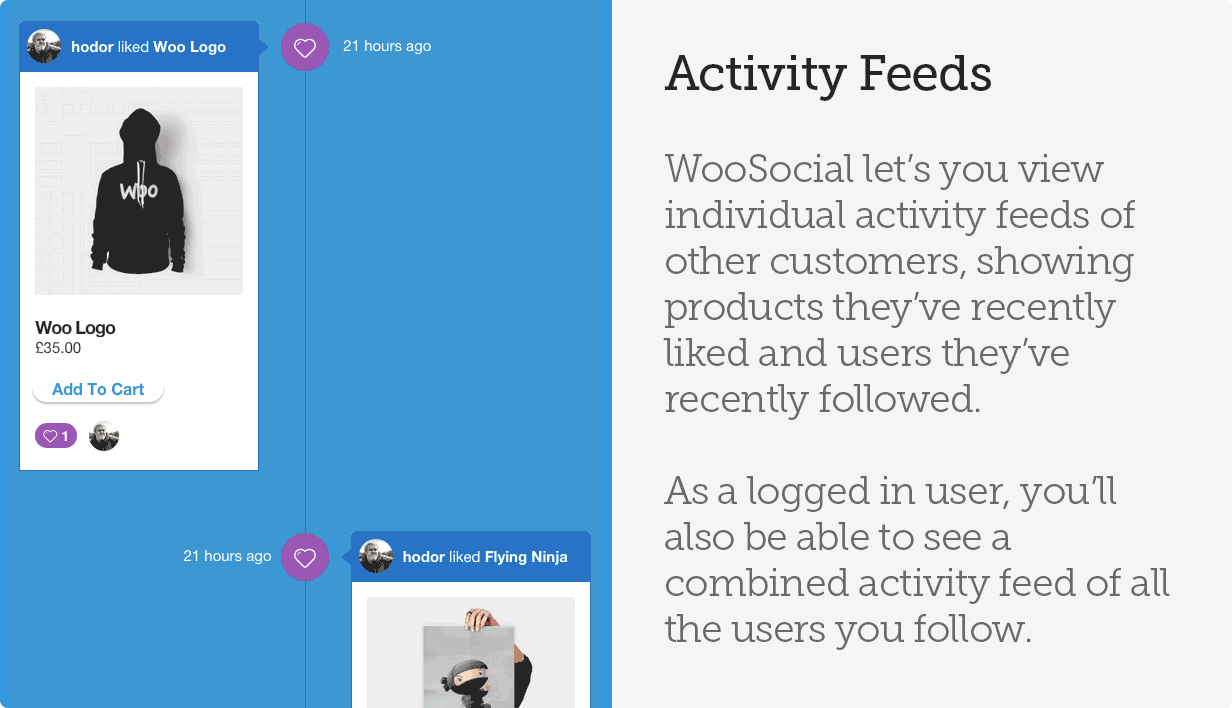 hodor liked Woo Logo
21 hours ago
Woo
Woo Logo
£35.00
Add To Cart
1
21 hours ago
hodor liked Flying Ninja
Activity Feeds
WooSocial let’s you view
individual activity feeds of
other customers, showing
products they’ve recently
liked and users they’ve
recently followed.
As a logged in user, you’ll
also be able to see a
combined activity feed of all
the users you follow.